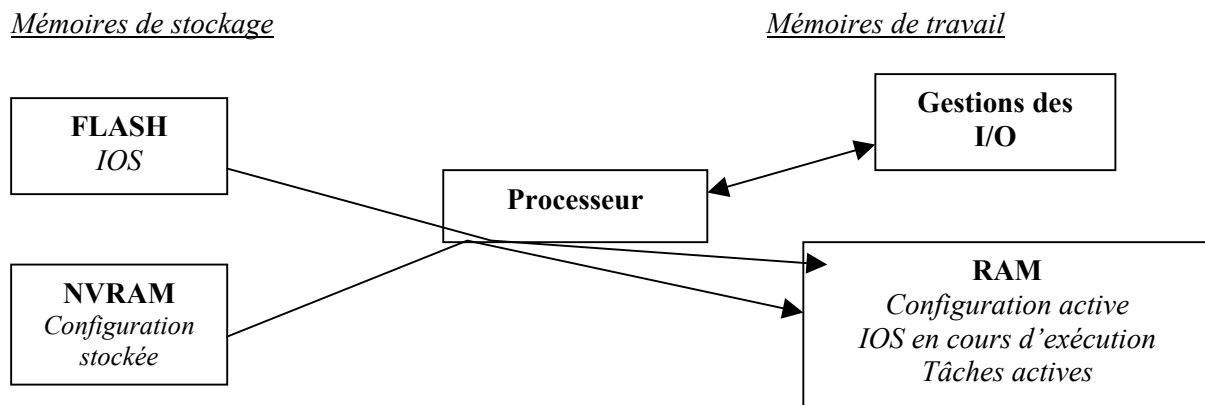 Mémoires de stockage
Mémoires de travail
FLASH
IOS
Gestions des
I/O
Processeur
NVRAM
Configuration
stockée
RAM
Configuration active
IOS en cours d’exécution
Tâches actives